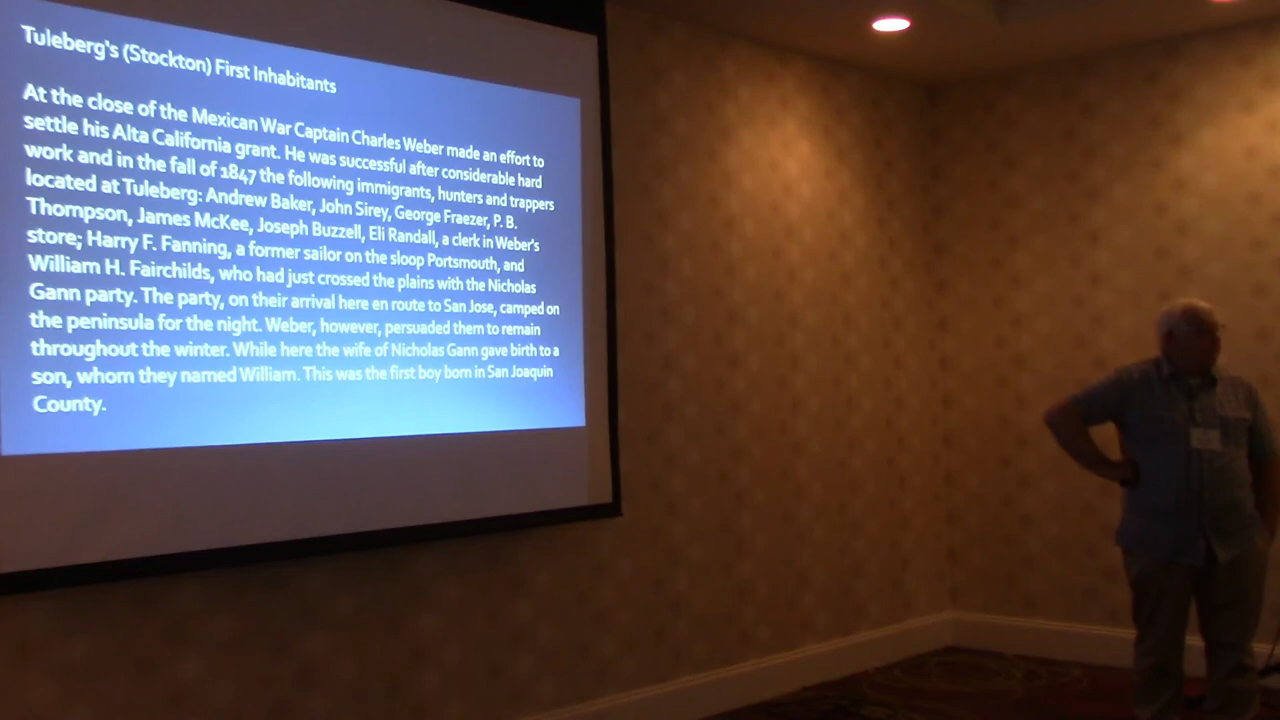 Tuleberg's (Stockton) First Inhabitants
At the close of the Mexican War Captain Charles Weber made an effort to
settle his Alta California grant. He was successful after considerable hard
work and in the fall of 1847 the following immigrants, hunters and trappers
located at Tuleberg: Andrew Baker, John Sirey, George Fraezer, P. B.
Thompson, James McKee, Joseph Buzzell, Eli Randall, a clerk in Weber's
store; Harry F. Fanning, a former sailor on the sloop Portsmouth, and
William H. Fairchilds, who had just crossed the plains with the Nicholas
Gann party. The party, on their arrival here en route to San Jose, camped on
the peninsula for the night. Weber, however, persuaded them to remain
throughout the winter. While here the wife of Nicholas Gann gave birth to a
son, whom they named William. This was the first boy born in San Joaquin
County.